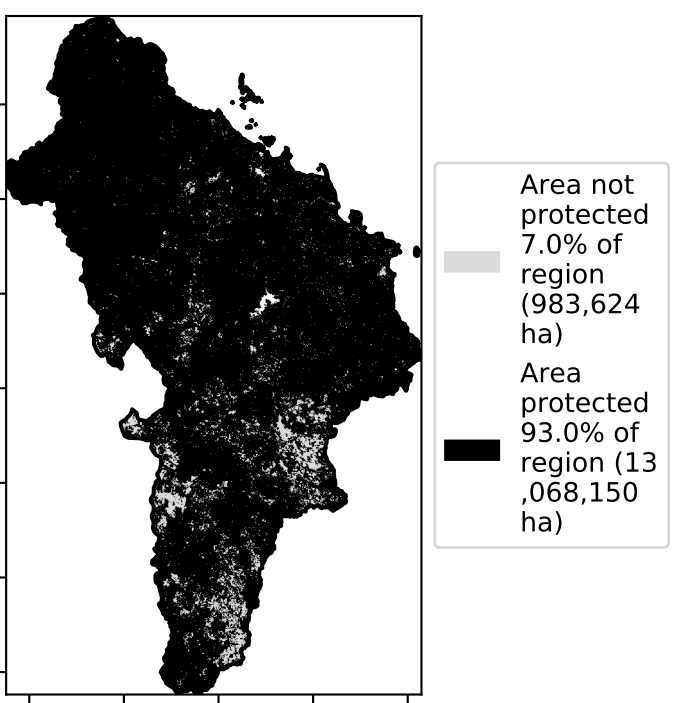 Area not
protected
7.0% of
region
(983,624
ha)
Area
protected
93.0% of
region (13
,068,150
ha)